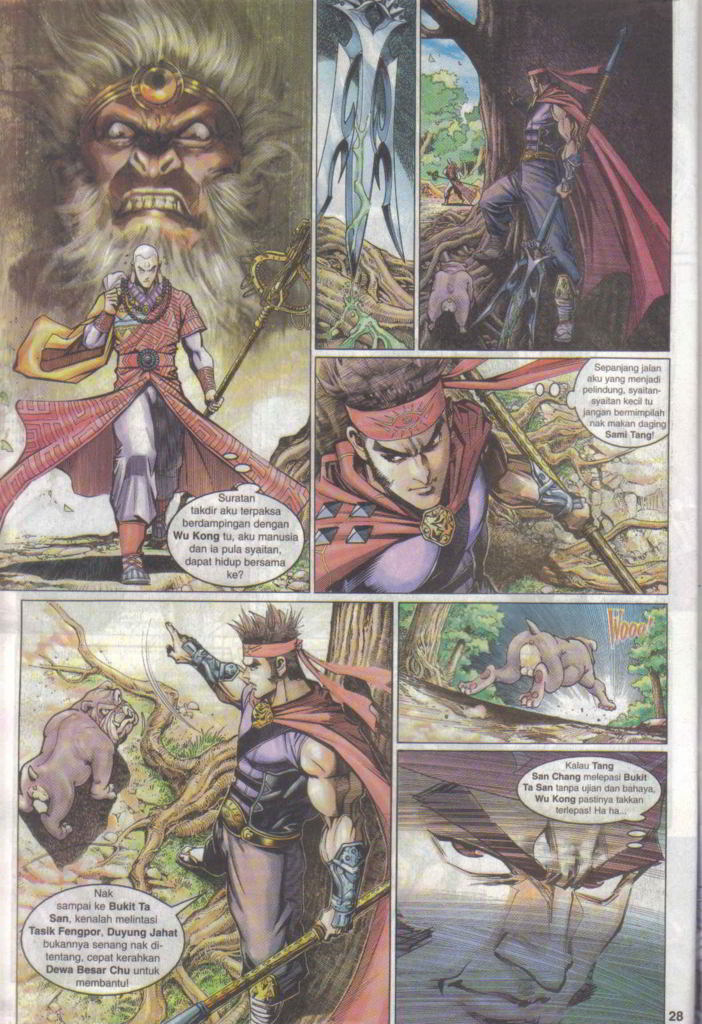 Suratan
takdir aku terpaksa
berdampingan dengan
Wu Kong tu, aku manusia
dan ia pula syaitan,
dapat hidup bersama
ke?
Sepanjang jalan
aku yang menjadi
pelindung, syaitan-
syaitan kecil tu
jangan bermimpilah
nak makan daging
Sami Tang!
Nak
sampai ke Bukit Ta
San, kenalah melintasi
Tasik Fengpor, Duyung Jahat
bukannya senang nak di-
tentang, cepat kerahkan
Dewa Besar Chu untuk
membantu!
Wooo!
Kalau Tang
San Chang melepasi Bukit
Ta San tanpa ujian dan bahaya,
Wu Kong pastinya takkan
terlepas! Ha ha...
28